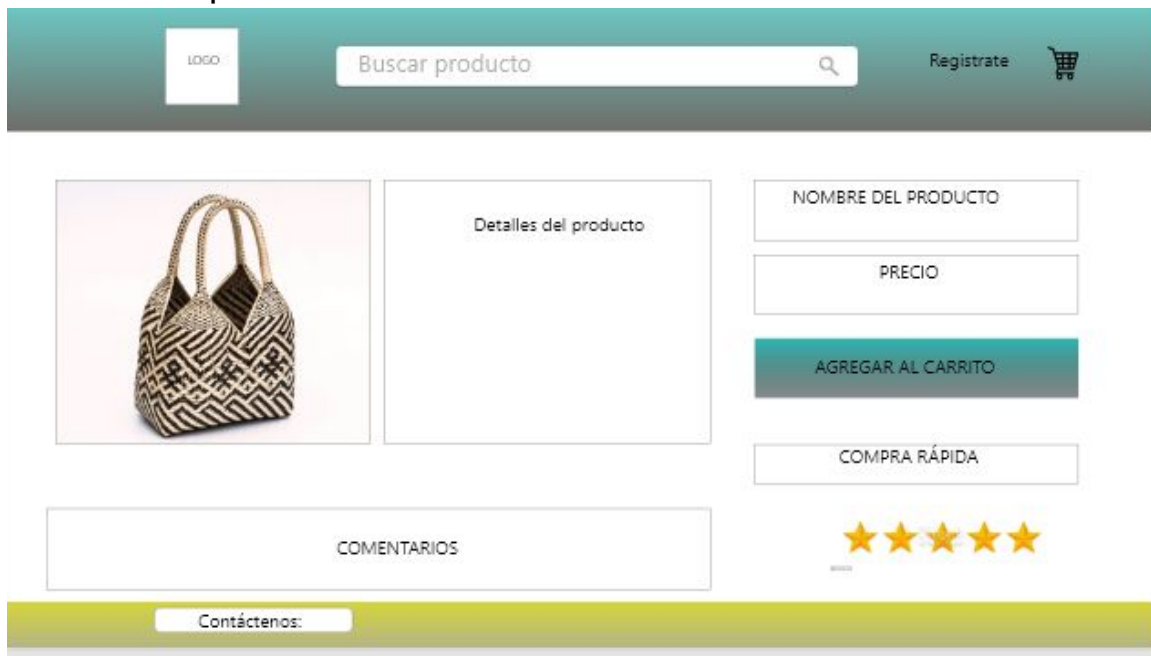 LOGO
Buscar producto
Registrate
Detalles del producto
NOMBRE DEL PRODUCTO
PRECIO
AGREGAR AL CARRITO
COMPRA RÁPIDA
COMENTARIOS
Contáctenos: